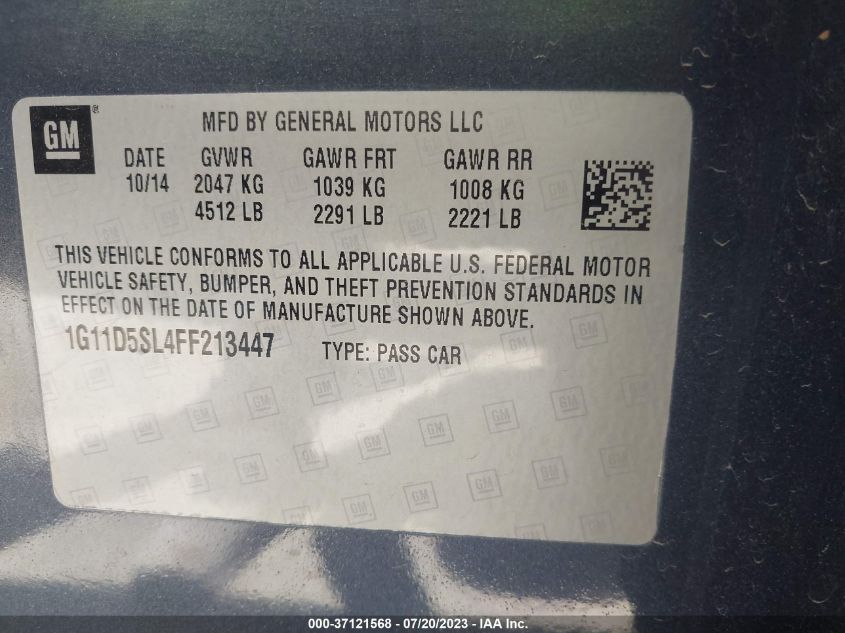 GM®
MFD BY GENERAL MOTORS LLC
DATE GVWR GAWR FRT GAWR RR
10/14 2047 KG 1039 KG 1008 KG
4512 LB 2291 LB 2221 LB
THIS VEHICLE CONFORMS TO ALL APPLICABLE U.S. FEDERAL MOTOR
VEHICLE SAFETY, BUMPER, AND THEFT PREVENTION STANDARDS IN
EFFECT ON THE DATE OF MANUFACTURE SHOWN ABOVE.
1G11D5SL4FF213447 TYPE: PASS CAR
000-37121568 - 07/20/2023 - IAA Inc.